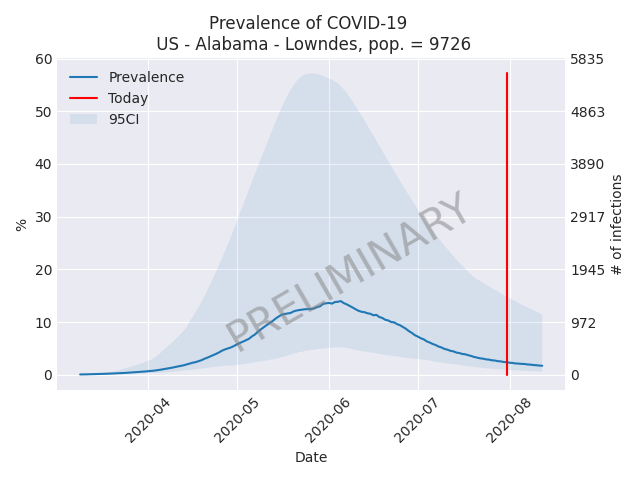 Prevalence of COVID-19
US - Alabama - Lowndes, pop. = 9726
Prevalence
Today
95CI
60
50
40
30
20
10
0
%
5835
4863
3890
2917
1945
972
0
# of infections
PRELIMINARY
2020-04
2020-05
2020-06
2020-07
2020-08
Date